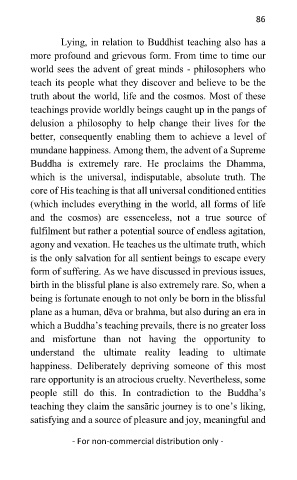 86
Lying, in relation to Buddhist teaching also has a
more profound and grievous form. From time to time our
world sees the advent of great minds - philosophers who
teach its people what they discover and believe to be the
truth about the world, life and the cosmos. Most of these
teachings provide worldly beings caught up in the pangs of
delusion a philosophy to help change their lives for the
better, consequently enabling them to achieve a level of
mundane happiness. Among them, the advent of a Supreme
Buddha is extremely rare. He proclaims the Dhamma,
which is the universal, indisputable, absolute truth. The
core of His teaching is that all universal conditioned entities
(which includes everything in the world, all forms of life
and the cosmos) are essenceless, not a true source of
fulfilment but rather a potential source of endless agitation,
agony and vexation. He teaches us the ultimate truth, which
is the only salvation for all sentient beings to escape every
form of suffering. As we have discussed in previous issues,
birth in the blissful plane is also extremely rare. So, when a
being is fortunate enough to not only be born in the blissful
plane as a human, dēva or brahma, but also during an era in
which a Buddha's teaching prevails, there is no greater loss
and misfortune than not having the opportunity to
understand the ultimate reality leading to ultimate
happiness. Deliberately depriving someone of this most
rare opportunity is an atrocious cruelty. Nevertheless, some
people still do this. In contradiction to the Buddha's
teaching they claim the sansāric journey is to one's liking,
satisfying and a source of pleasure and joy, meaningful and
- For non-commercial distribution only -